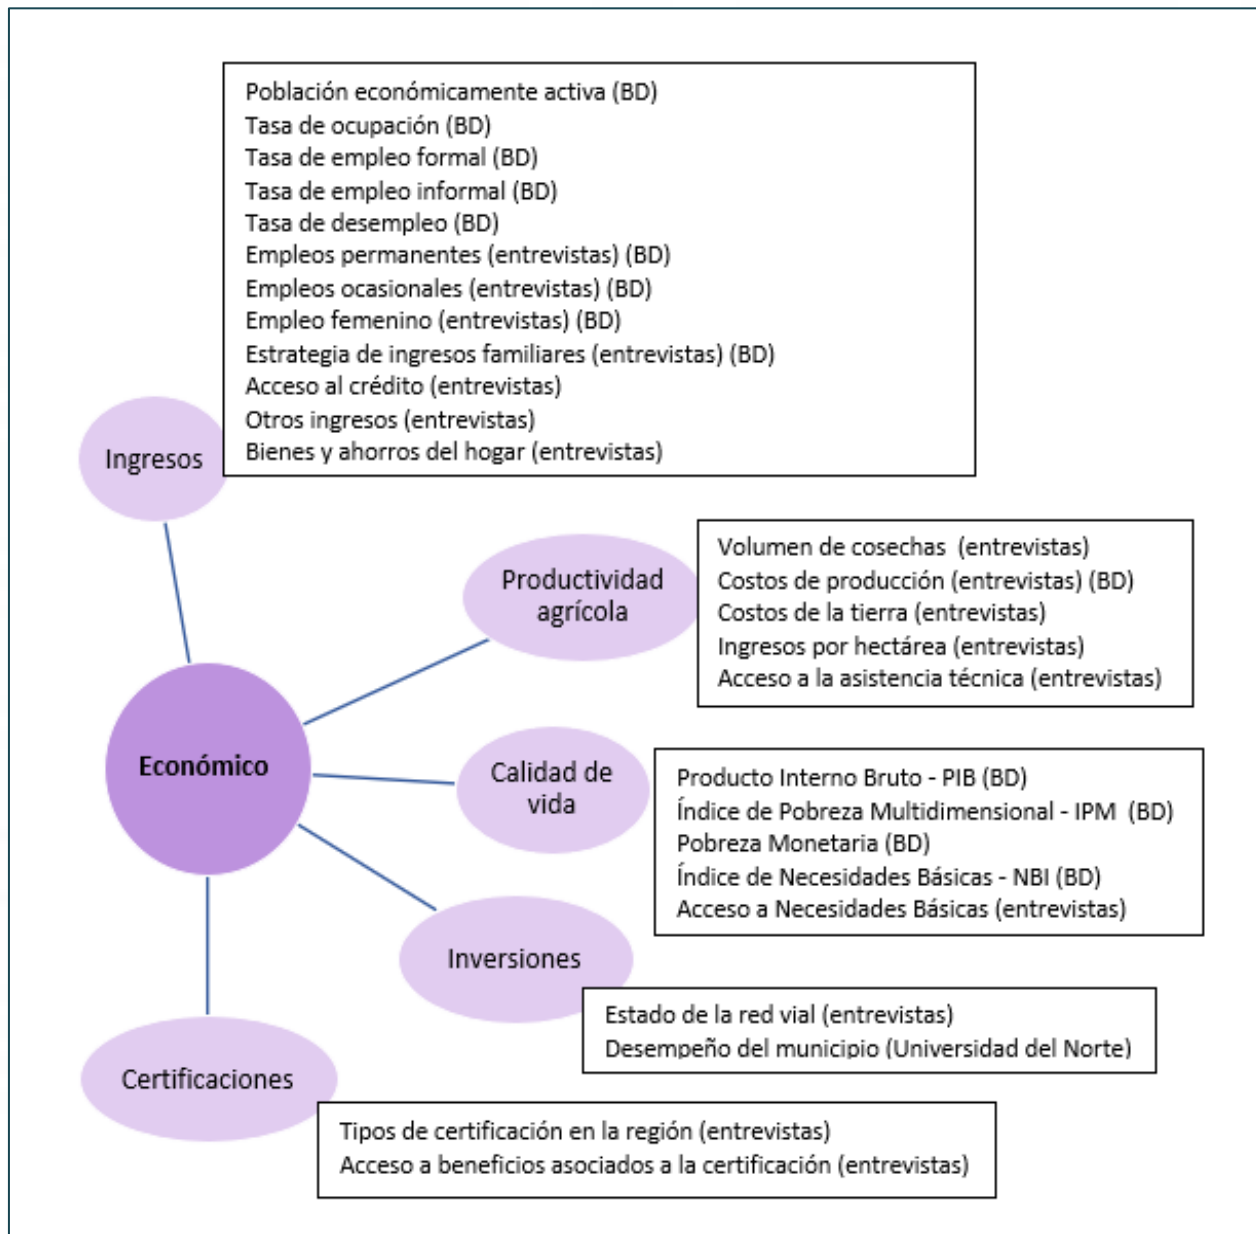 Población económicamente activa (BD)
Tasa de ocupación (BD)
Tasa de empleo formal (BD)
Tasa de empleo informal (BD)
Tasa de desempleo (BD)
Empleos permanentes (entrevistas) (BD)
Empleos ocasionales (entrevistas) (BD)
Empleo femenino (entrevistas) (BD)
Estrategia de ingresos familiares (entrevistas) (BD)
Acceso al crédito (entrevistas)
Otros ingresos (entrevistas)
Bienes y ahorros del hogar (entrevistas)
Ingresos
Productividad
agrícola
Volumen de cosechas  (entrevistas)
Costos de producción (entrevistas) (BD)
Costos de la tierra (entrevistas)
Ingresos por hectárea (entrevistas)
Acceso a la asistencia técnica (entrevistas)
Económico
Calidad de
vida
Producto Interno Bruto - PIB (BD)
Índice de Pobreza Multidimensional - IPM  (BD)
Pobreza Monetaria (BD)
Índice de Necesidades Básicas - NBI (BD)
Acceso a Necesidades Básicas (entrevistas)
Inversiones
Estado de la red vial (entrevistas)
Desempeño del municipio (Universidad del Norte)
Certificaciones
Tipos de certificación en la región (entrevistas)
Acceso a beneficios asociados a la certificación (entrevistas)